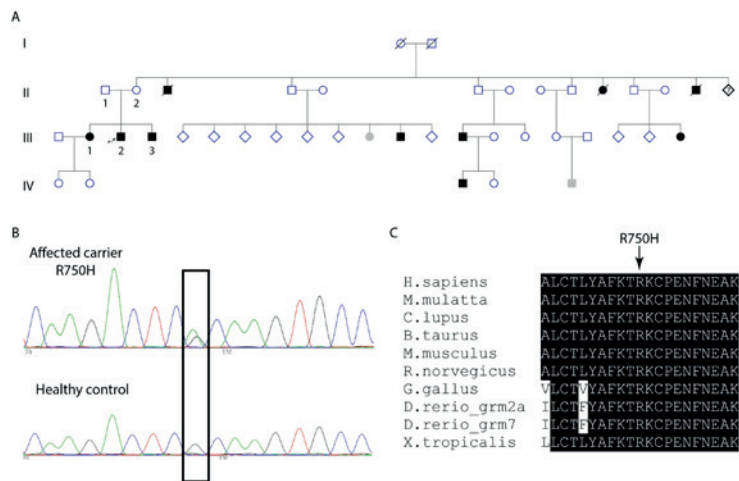 A
I
II
1
2
?
III
1
2
3
IV
B
Affected carrier
R750H
110
Healthy control
C
R750H
H.sapiens ALCTLYAFKTRKCPENFNEAK
M.mulatta ALCTLYAFKTRKCPENFNEAK
C.lupus ALCTLYAFKTRKCPENFNEAK
B.taurus ALCTLYAFKTRKCPENFNEAK
M.musculus ALCTLYAFKTRKCPENFNEAK
R.norvegicus ALCTLYAFKTRKCPENFNEAK
G.gallus VLCTVYAFKTRKCPENFNEAK
D.rerio_grm2a ILCTFYAFKTRKCPENFNEAK
D.rerio_grm7 ILCTFYAFKTRKCPENFNEAK
X.tropicalis LLCTLYAFKTRKCPENFNEAK